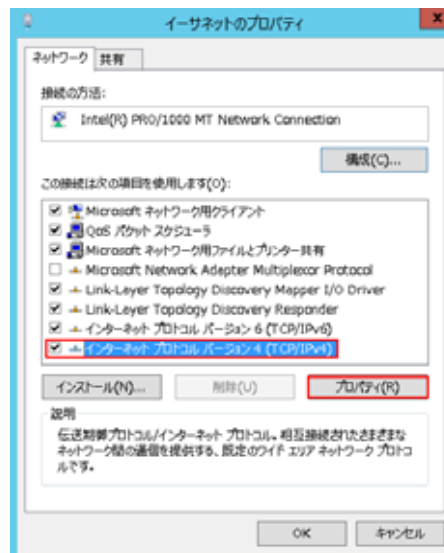 イーサネットのプロパティ
x
ネットワーク 共有
接続の方法:
Intel(R) PRO/1000 MT Network Connection
構成(C)...
この接続は次の項目を使用します(O):
Microsoft ネットワーク用クライアント
QoS パケット スケジューラ
Microsoft ネットワーク用ファイルとプリンター共有
Microsoft Network Adapter Multiplexor Protocol
Link-Layer Topology Discovery Mapper I/O Driver
Link-Layer Topology Discovery Responder
インターネット プロトコル バージョン 6 (TCP/IPv6)
インターネット プロトコル バージョン 4 (TCP/IPv4)
インストール(N)... 削除(U) プロパティ(R)
説明
伝送制御プロトコル/インターネット プロトコル。相互接続されたさまざまな
ネットワーク間の通信を提供する、既定のワイド エリア ネットワーク プロトコ
ルです。
OK キャンセル